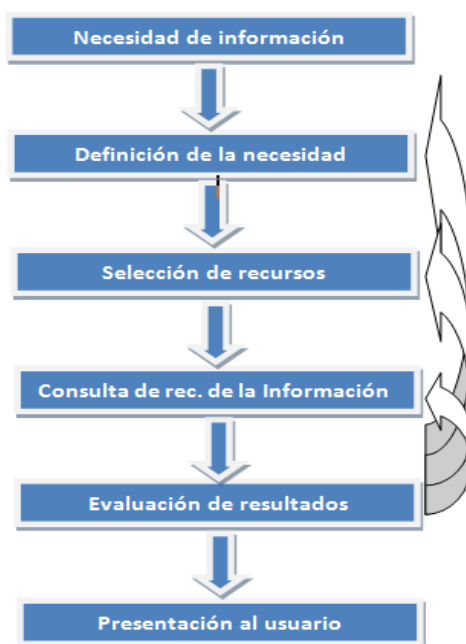 Necesidad de información
Definición de la necesidad
Selección de recursos
Consulta de rec. de la Información
Evaluación de resultados
Presentación al usuario